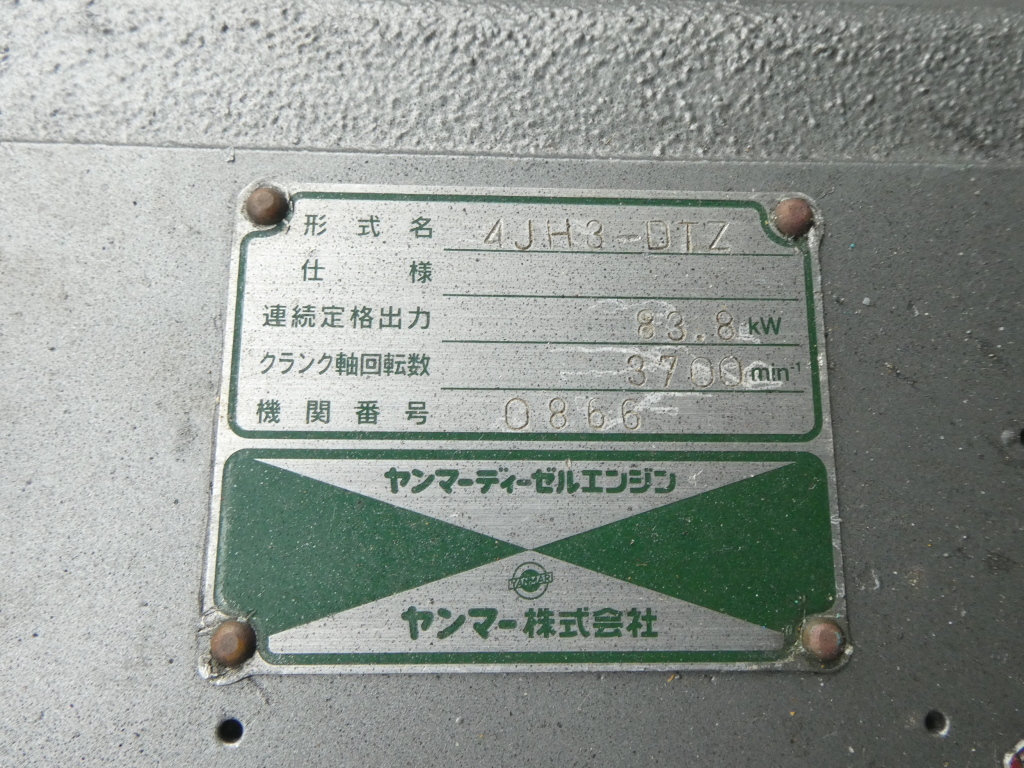 形式名 4JH3-DTZ
仕様
連続定格出力 83.8 kW
クランク軸回転数 3700 min-1
機関番号 0866
ヤンマーディーゼルエンジン
YANMAR
ヤンマー株式会社